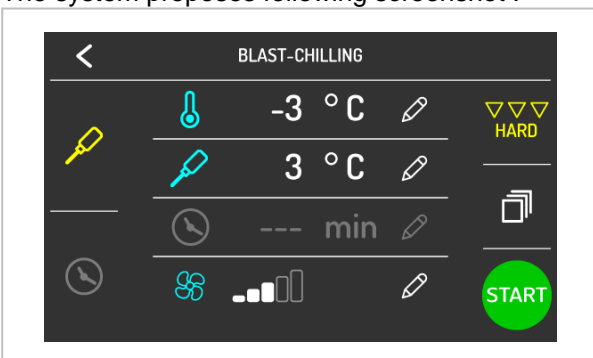 The system proposes following screenshot :
BLAST-CHILLING
-3 °C
HARD
3 °C
--- min
START